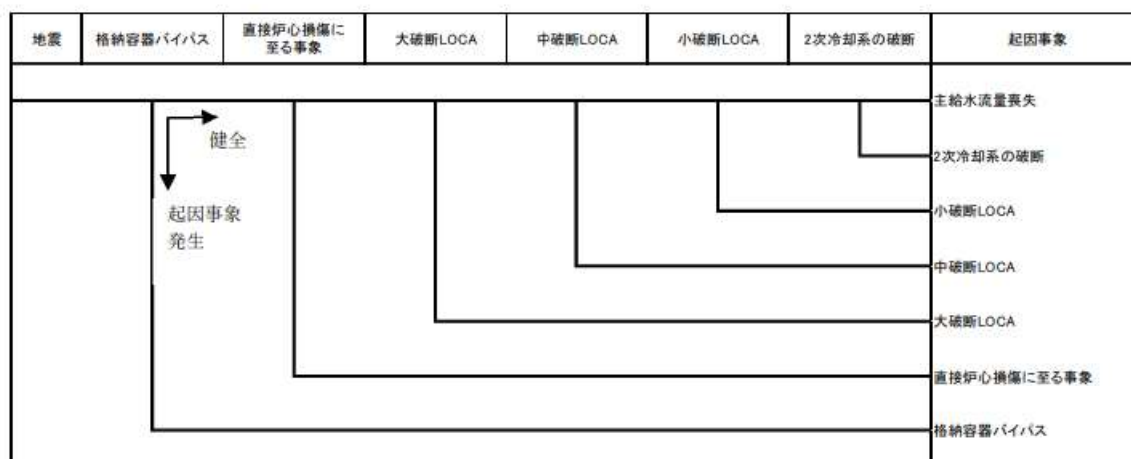 地震
格納容器バイパス
直接炉心損傷に
至る事象
大破断LOCA
中破断LOCA
小破断LOCA
2次冷却系の破断
起因事象
主給水流量喪失
健全
2次冷却系の破断
起因事象
発生
小破断LOCA
中破断LOCA
大破断LOCA
直接炉心損傷に至る事象
格納容器バイパス